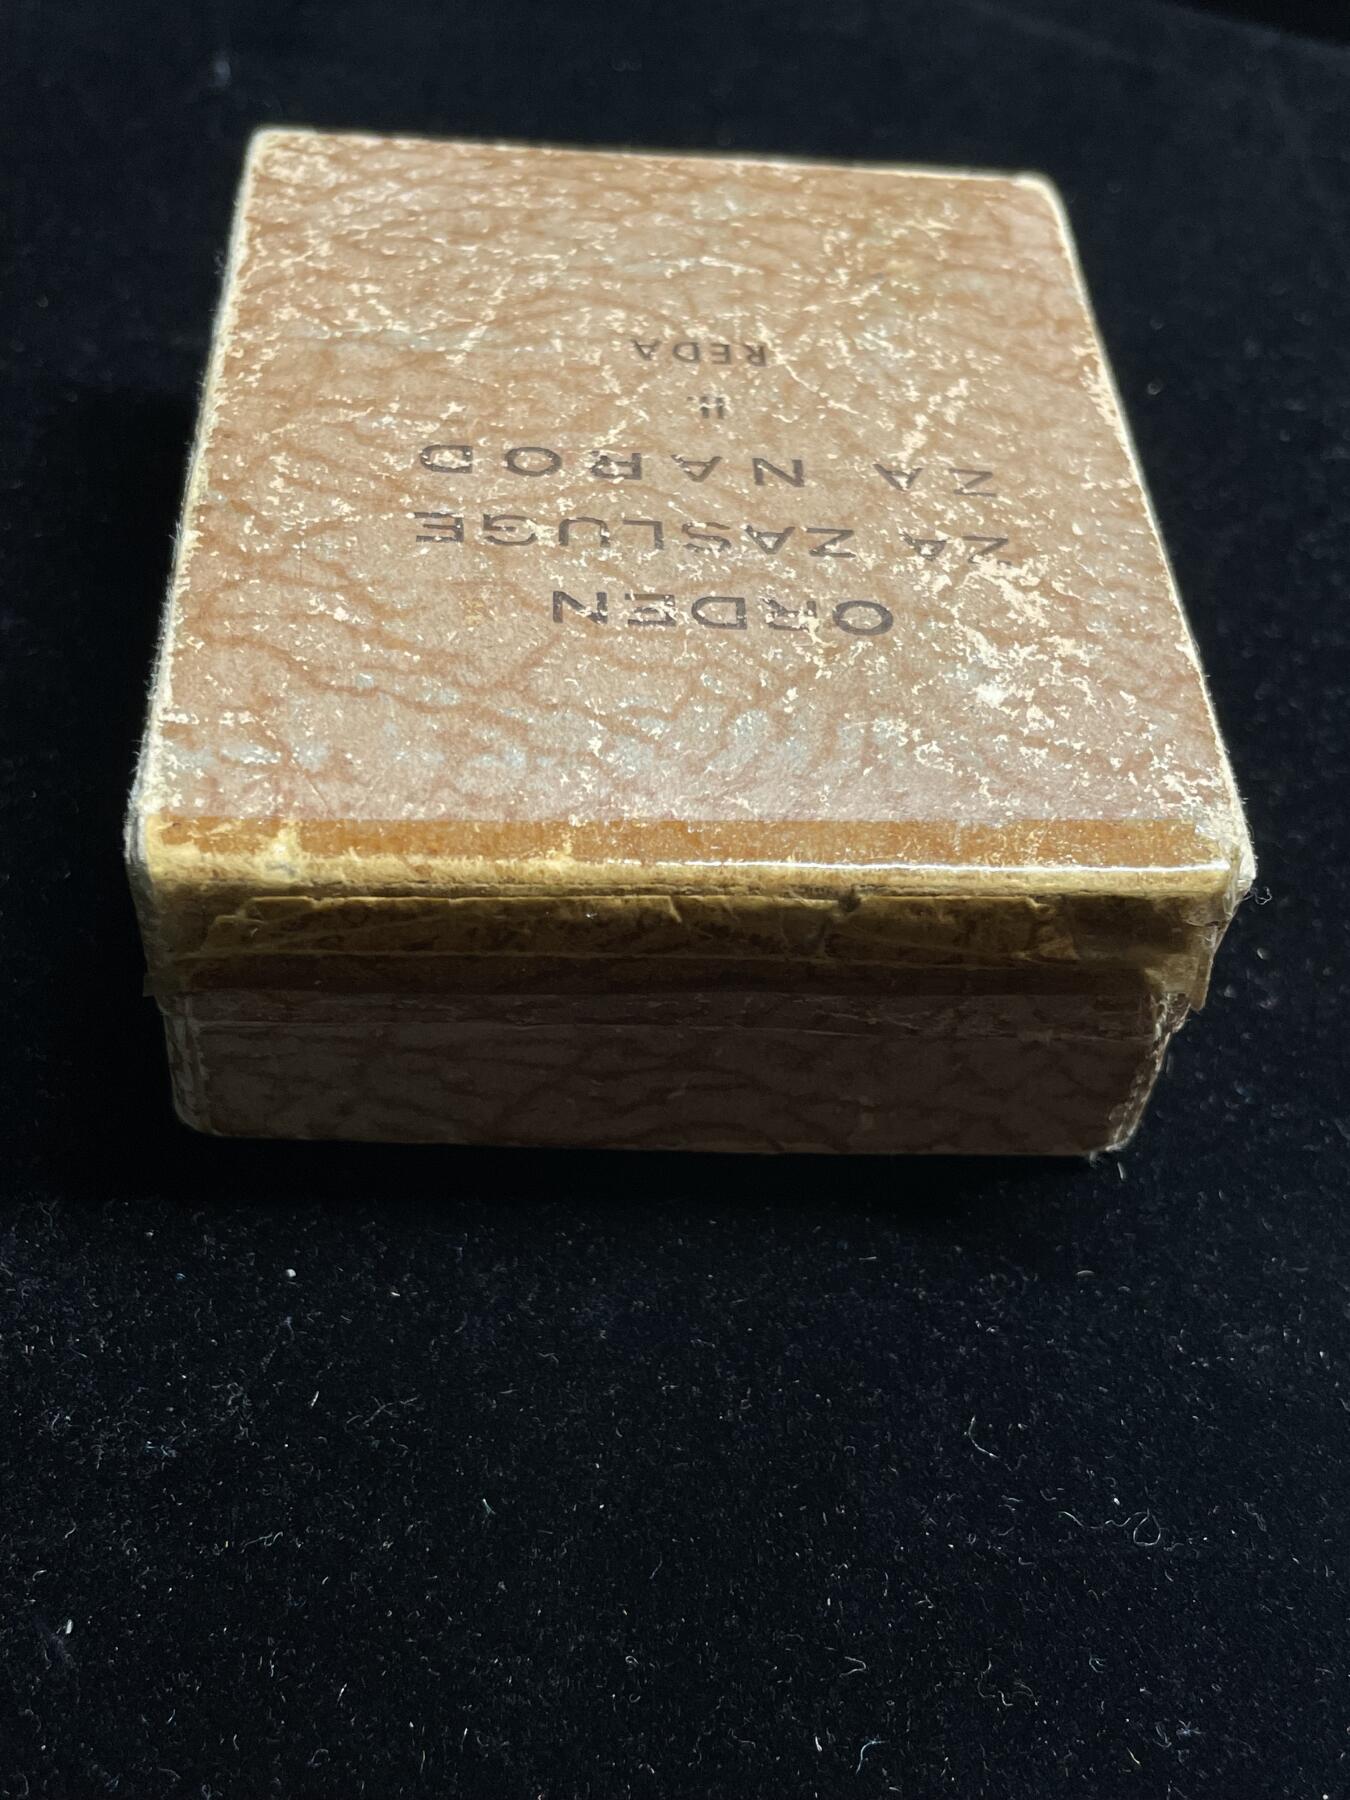 ORDEN
ZA ZASLUGE
ZA NAROD
II.
REDA